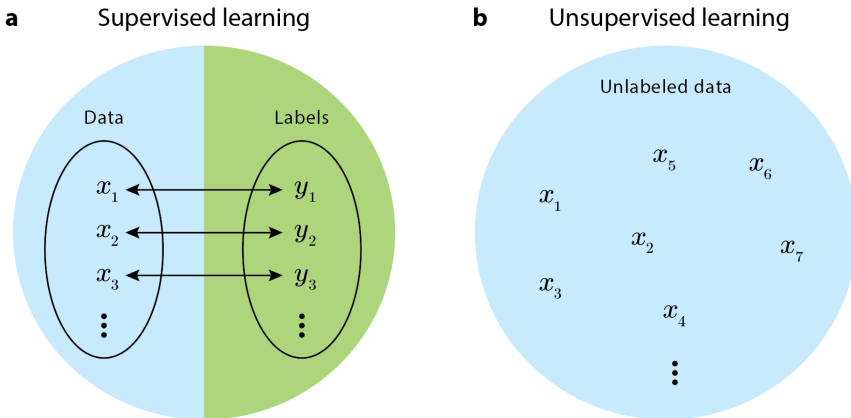 a Supervised learning
Data Labels
x₁ y₁
x₂ y₂
x₃ y₃
⋮ ⋮
b Unsupervised learning
Unlabeled data
x₅
x₆
x₁
x₂
x₇
x₃
x₄
⋮